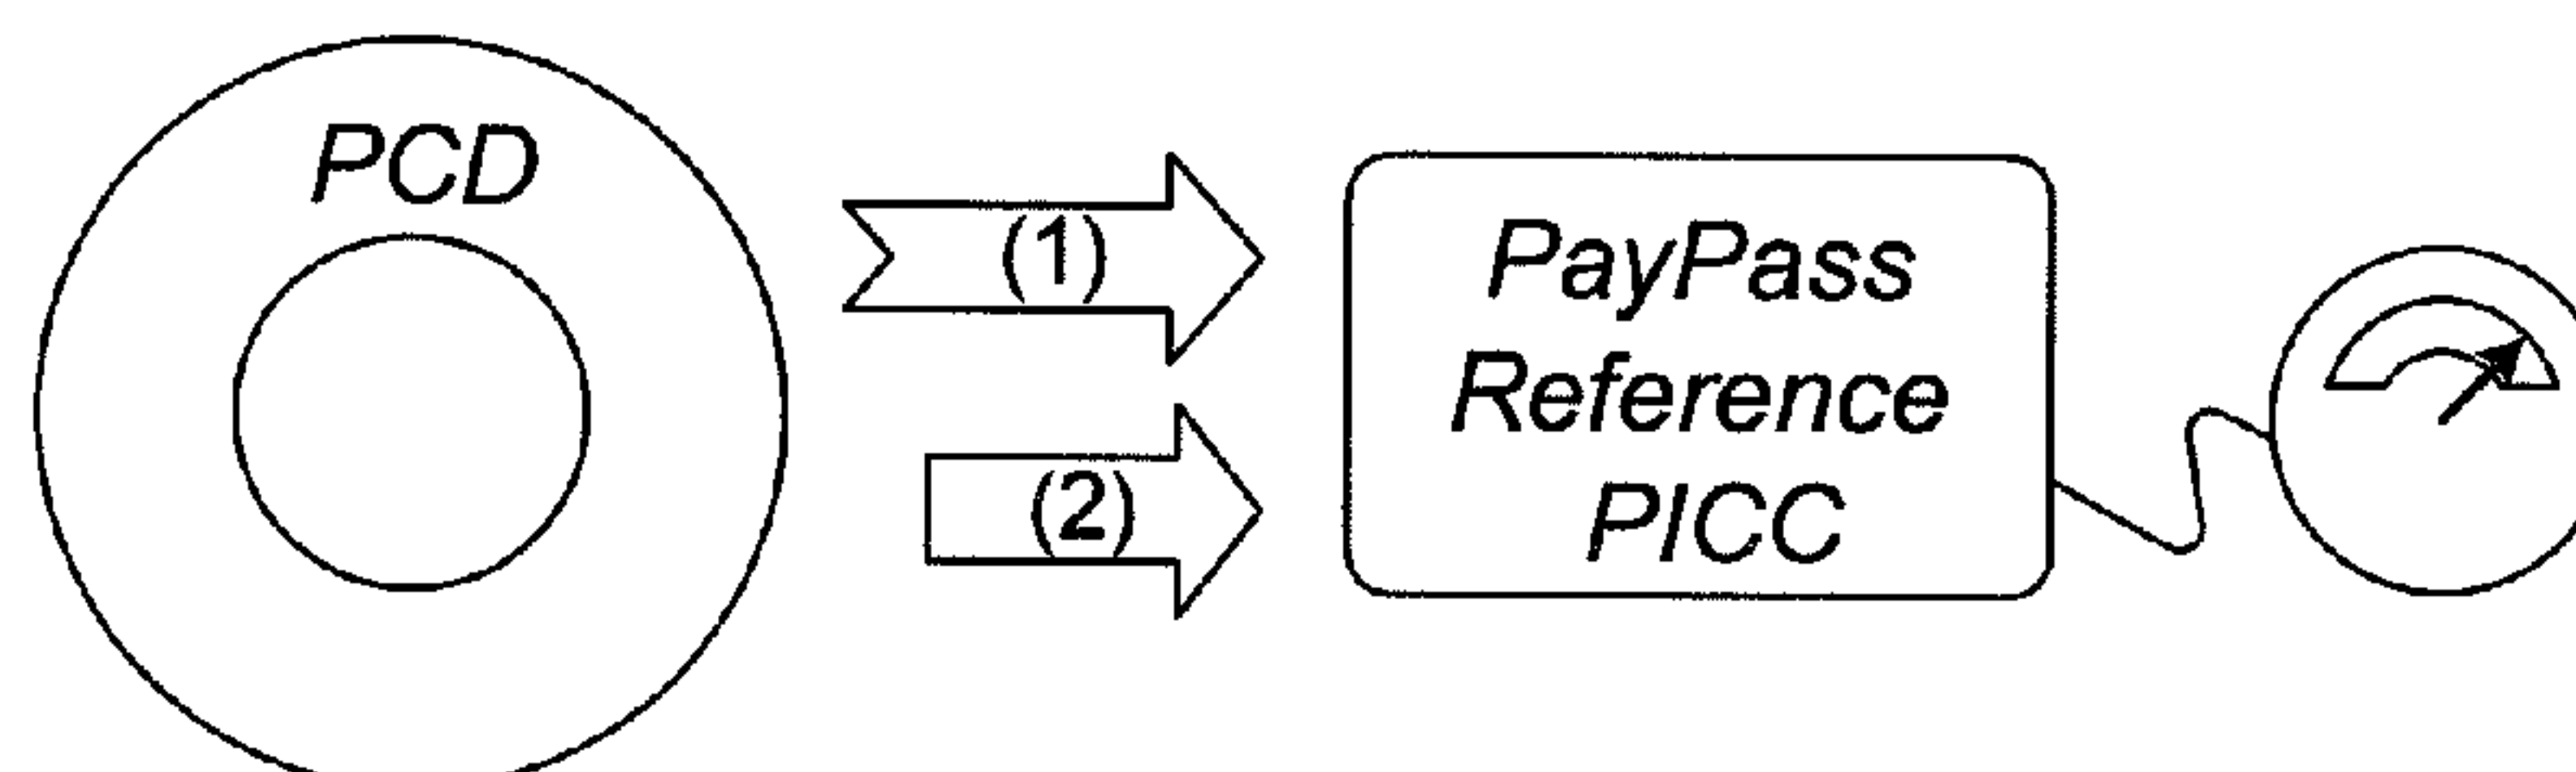 PCD
(1)
(2)
PayPass
Reference
PICC